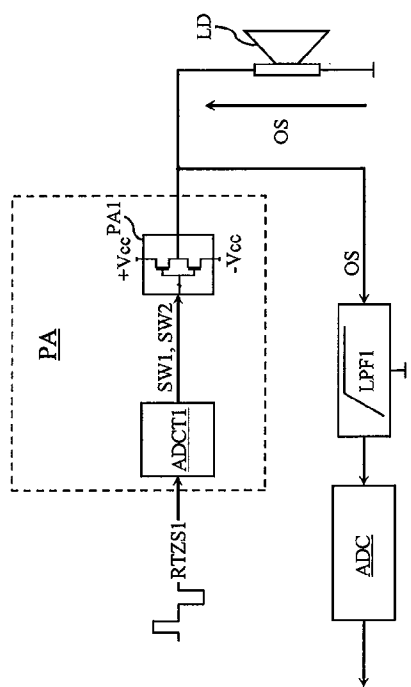 PA
PA1
+Vcc
-Vcc
SW1, SW2
ADCT1
RTZS1
LD
OS
OS
LPF1
ADC